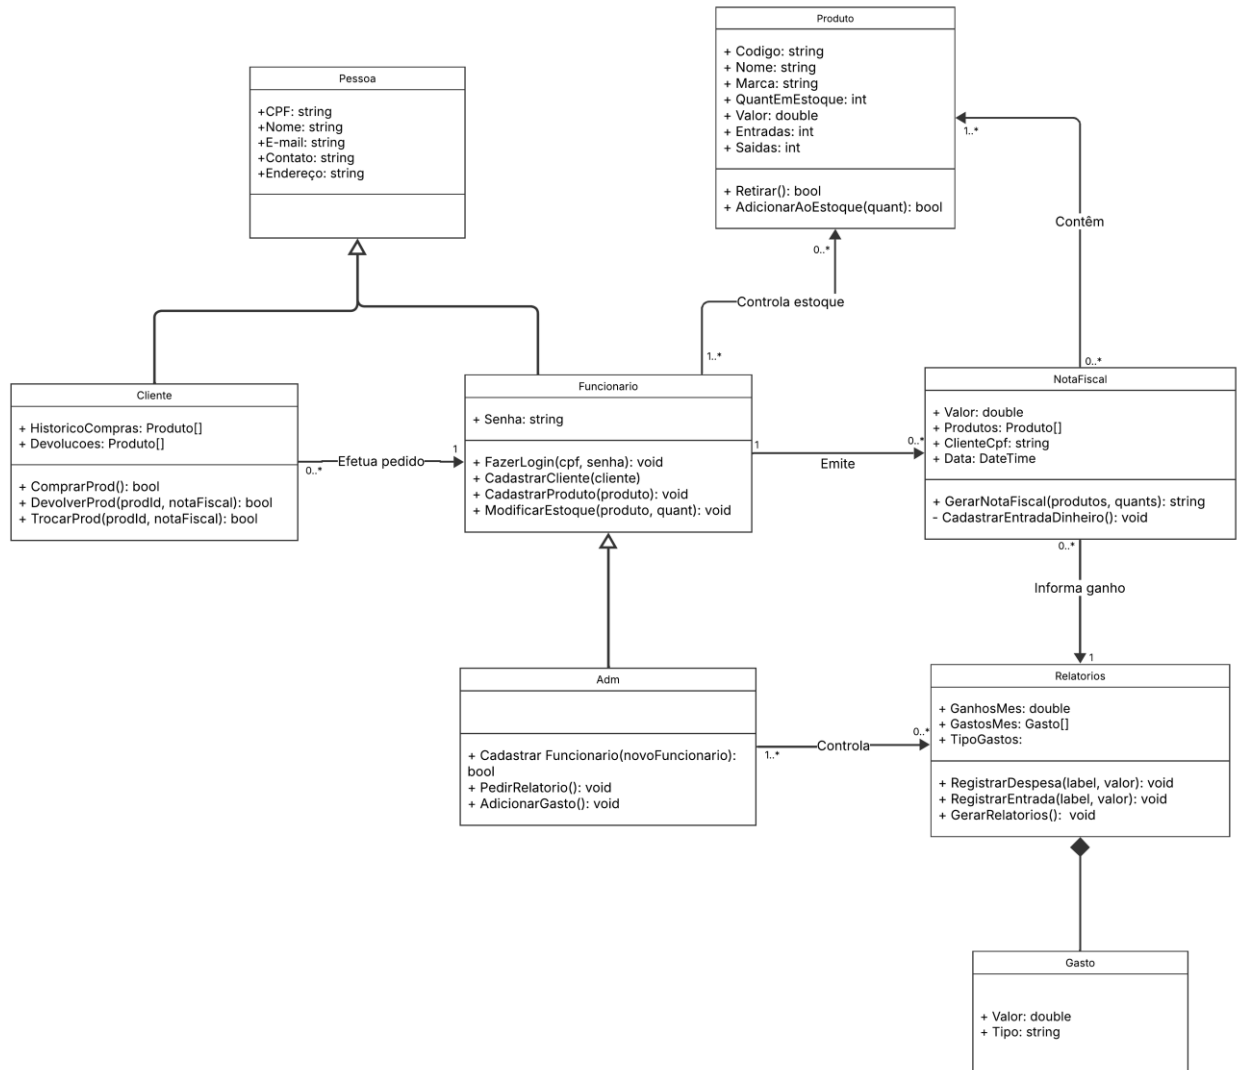 Produto
+ Codigo: string
+ Nome: string
+ Marca: string
+ QuantEmEstoque: int
+ Valor: double
+ Entradas: int
+ Saidas: int
+ Retirar(): bool
+ AdicionarAoEstoque(quant): bool
Pessoa
+CPF: string
+Nome: string
+E-mail: string
+Contato: string
+Endereço: string
1..*
Contêm
0..*
0..*
Controla estoque
1..*
Cliente
+ HistoricoCompras: Produto[]
+ Devolucoes: Produto[]
+ ComprarProd(): bool
+ DevolverProd(prodId, notaFiscal): bool
+ TrocarProd(prodId, notaFiscal): bool
0..*
Efetua pedido
1
Funcionario
+ Senha: string
+ FazerLogin(cpf, senha): void
+ CadastrarCliente(cliente)
+ CadastrarProduto(produto): void
+ ModificarEstoque(produto, quant): void
1
Emite
0..*
NotaFiscal
+ Valor: double
+ Produtos: Produto[]
+ ClienteCpf: string
+ Data: DateTime
+ GerarNotaFiscal(produtos, quants): string
- CadastrarEntradaDinheiro(): void
0..*
Informa ganho
1
Adm
+ Cadastrar Funcionario(novoFuncionario):
bool
+ PedirRelatorio(): void
+ AdicionarGasto(): void
1..*
Controla
0..*
Relatorios
+ GanhosMes: double
+ GastosMes: Gasto[]
+ TipoGastos:
+ RegistrarDespesa(label, valor): void
+ RegistrarEntrada(label, valor): void
+ GerarRelatorios():  void
Gasto
+ Valor: double
+ Tipo: string